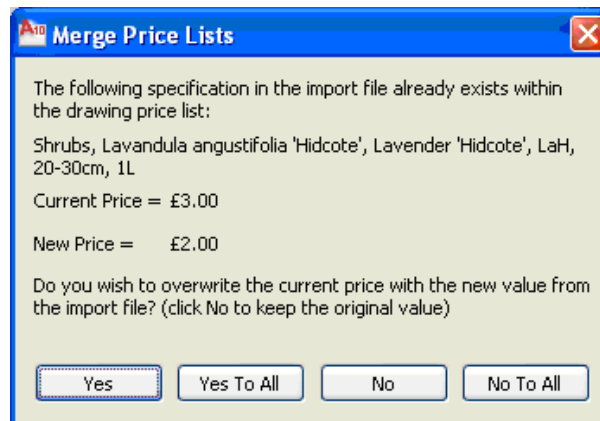 A10 Merge Price Lists
The following specification in the import file already exists within
the drawing price list:
Shrubs, Lavandula angustifolia 'Hidcote', Lavender 'Hidcote', LaH,
20-30cm, 1L
Current Price = £3.00
New Price = £2.00
Do you wish to overwrite the current price with the new value from
the import file? (click No to keep the original value)
Yes Yes To All No No To All